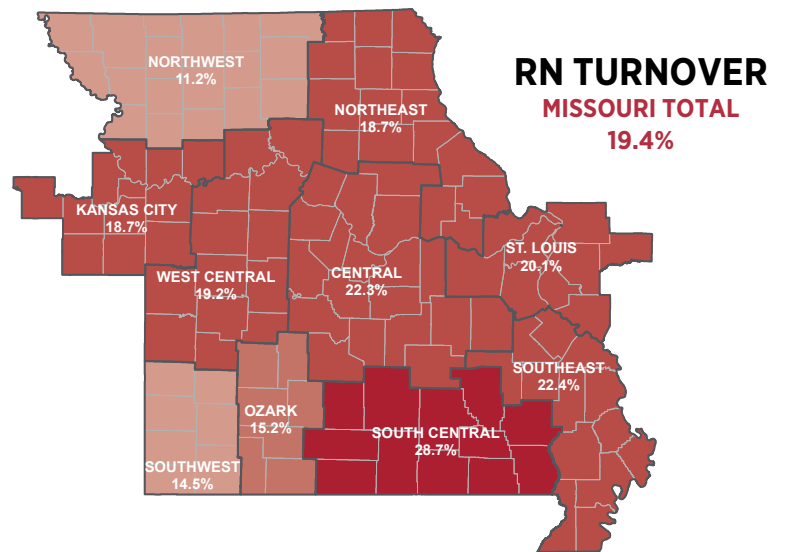 RN TURNOVER
MISSOURI TOTAL
19.4%
NORTHWEST
11.2%
NORTHEAST
18.7%
KANSAS CITY
18.7%
ST. LOUIS
20.1%
WEST CENTRAL
19.2%
CENTRAL
22.3%
SOUTHEAST
22.4%
OZARK
15.2%
SOUTH CENTRAL
28.7%
SOUTHWEST
14.5%